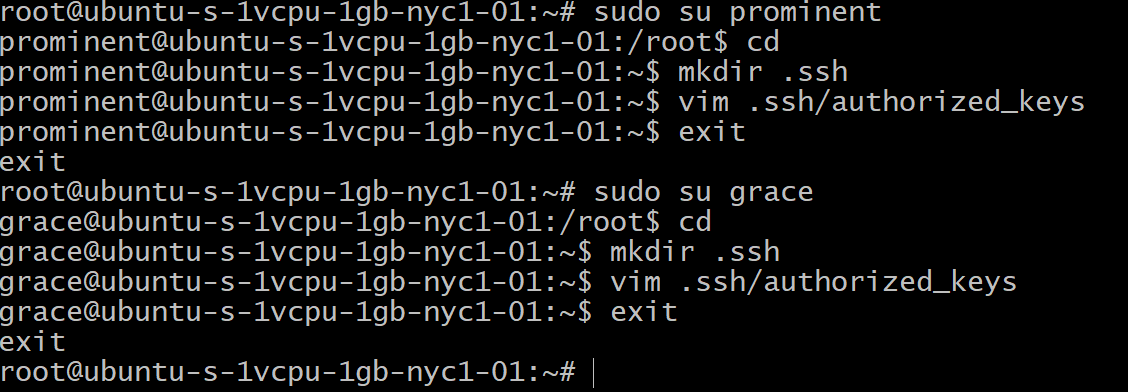 root@ubuntu-s-1vcpu-1gb-nyc1-01:~# sudo su prominent
prominent@ubuntu-s-1vcpu-1gb-nyc1-01:/root$ cd
prominent@ubuntu-s-1vcpu-1gb-nyc1-01:~$ mkdir .ssh
prominent@ubuntu-s-1vcpu-1gb-nyc1-01:~$ vim .ssh/authorized_keys
prominent@ubuntu-s-1vcpu-1gb-nyc1-01:~$ exit
exit
root@ubuntu-s-1vcpu-1gb-nyc1-01:~# sudo su grace
grace@ubuntu-s-1vcpu-1gb-nyc1-01:/root$ cd
grace@ubuntu-s-1vcpu-1gb-nyc1-01:~$ mkdir .ssh
grace@ubuntu-s-1vcpu-1gb-nyc1-01:~$ vim .ssh/authorized_keys
grace@ubuntu-s-1vcpu-1gb-nyc1-01:~$ exit
exit
root@ubuntu-s-1vcpu-1gb-nyc1-01:~#